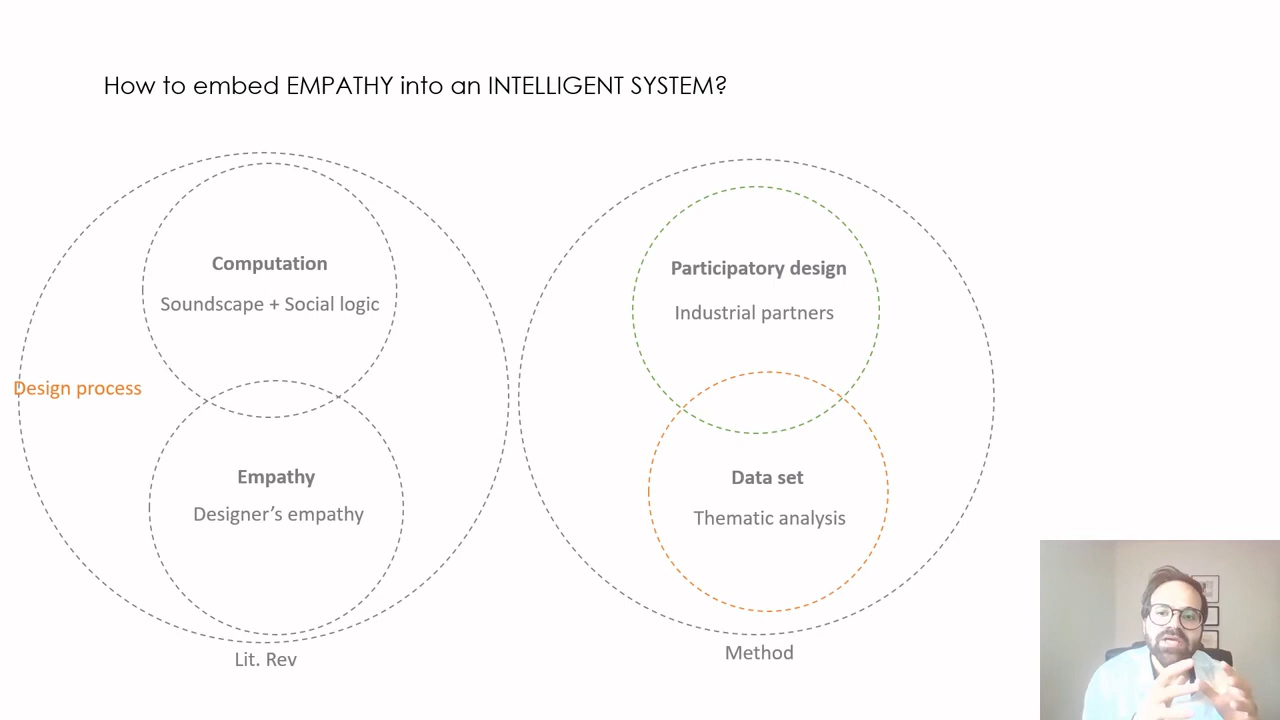 How to embed EMPATHY into an INTELLIGENT SYSTEM?
Computation
Soundscape + Social logic
Design process
Empathy
Designer's empathy
Lit. Rev
Participatory design
Industrial partners
Data set
Thematic analysis
Method